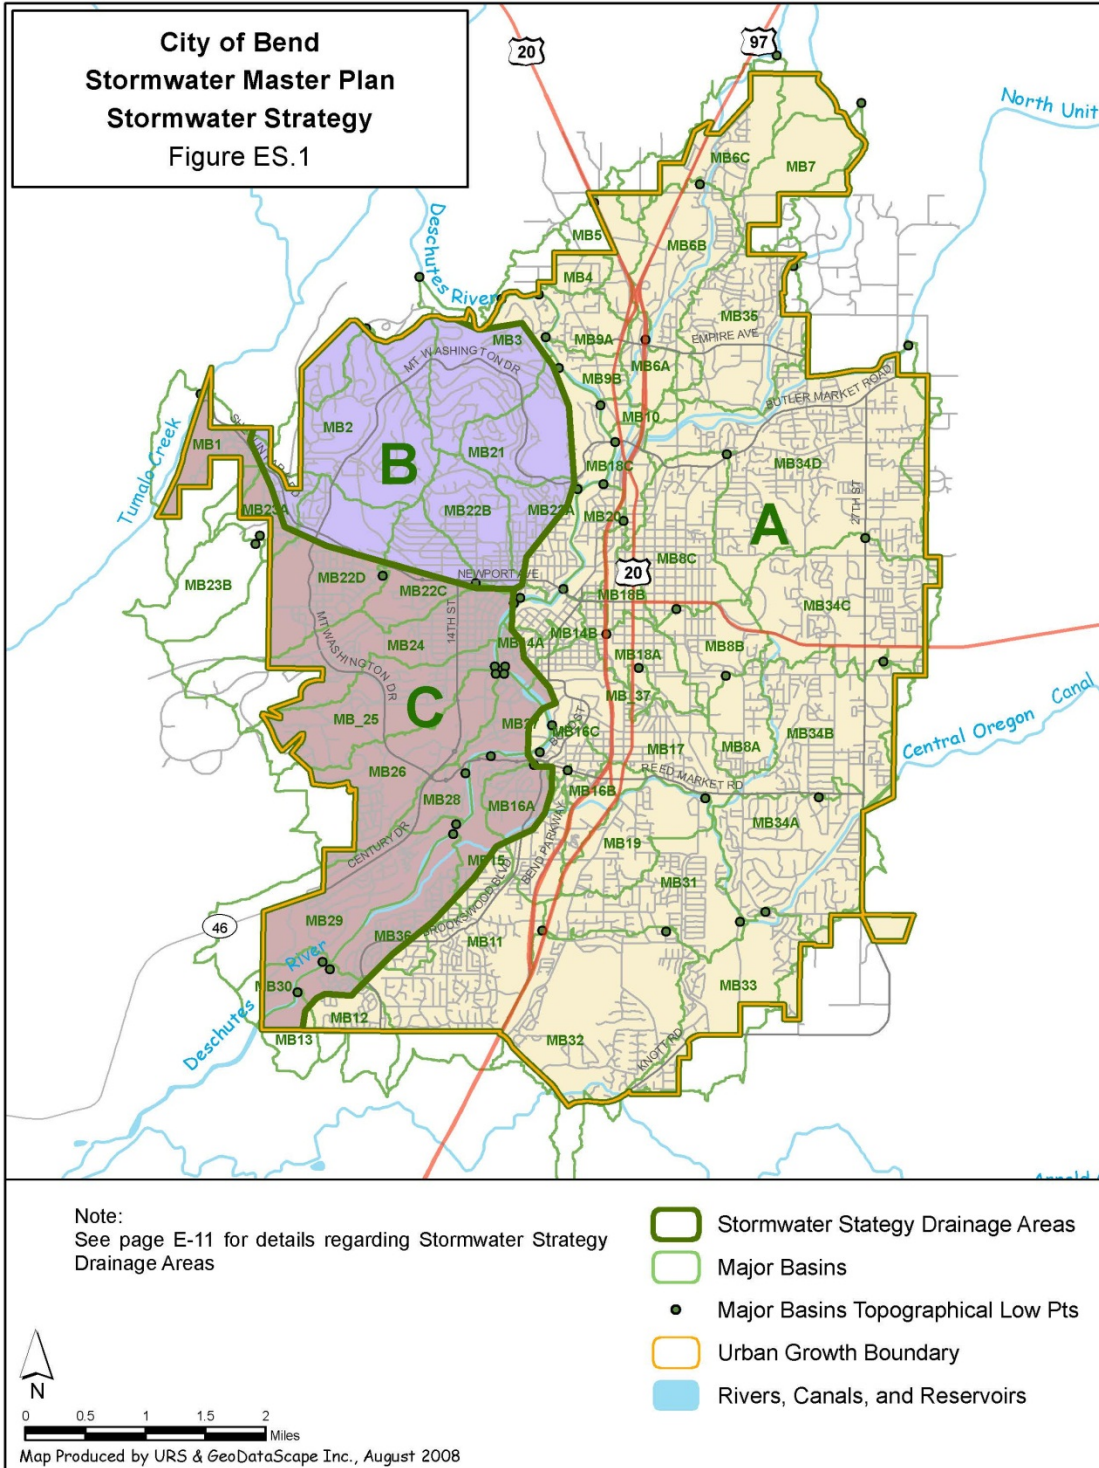 City of Bend
Stormwater Master Plan
Stormwater Strategy
Figure ES.1
20
97
North Unit
MB6C
MB7
Deschutes River
MB5
MB6B
MB4
MB35
MB3
MB9A
EMPIRE AVE
MT WASHINGTON DR
MB6A
MB9B
BUTLER MARKET ROAD
MB10
MB2
MB1
B
MB21
MB18C
MB34D
Tumalo Creek
MB23A
MB22B
MB22A
MB20
A
27TH ST
MB8C
20
NEWPORT AVE
MB23B
MB22D
MB22C
MB18B
MB34C
14TH ST
MB24
MB14A
MB14B
MB8B
MT WASHINGTON DR
MB18A
MB_37
C
MB_25
MB27
MB16C
MB17
MB8A
MB34B
Central Oregon Canal
MB26
REED MARKET RD
MB16B
MB28
MB16A
MB34A
CENTURY DR
BEND PARKWAY
MB19
MB15
MB31
BROOKSWOOD BLVD
46
MB29
MB36
MB11
MB30
MB33
MB12
Deschutes River
MB13
MB32
KNOTT RD
Note:
See page E-11 for details regarding Stormwater Strategy
Drainage Areas
Stormwater Stategy Drainage Areas
Major Basins
Major Basins Topographical Low Pts
Urban Growth Boundary
Rivers, Canals, and Reservoirs
N
0 0.5 1 1.5 2
Miles
Map Produced by URS & GeoDataScape Inc., August 2008